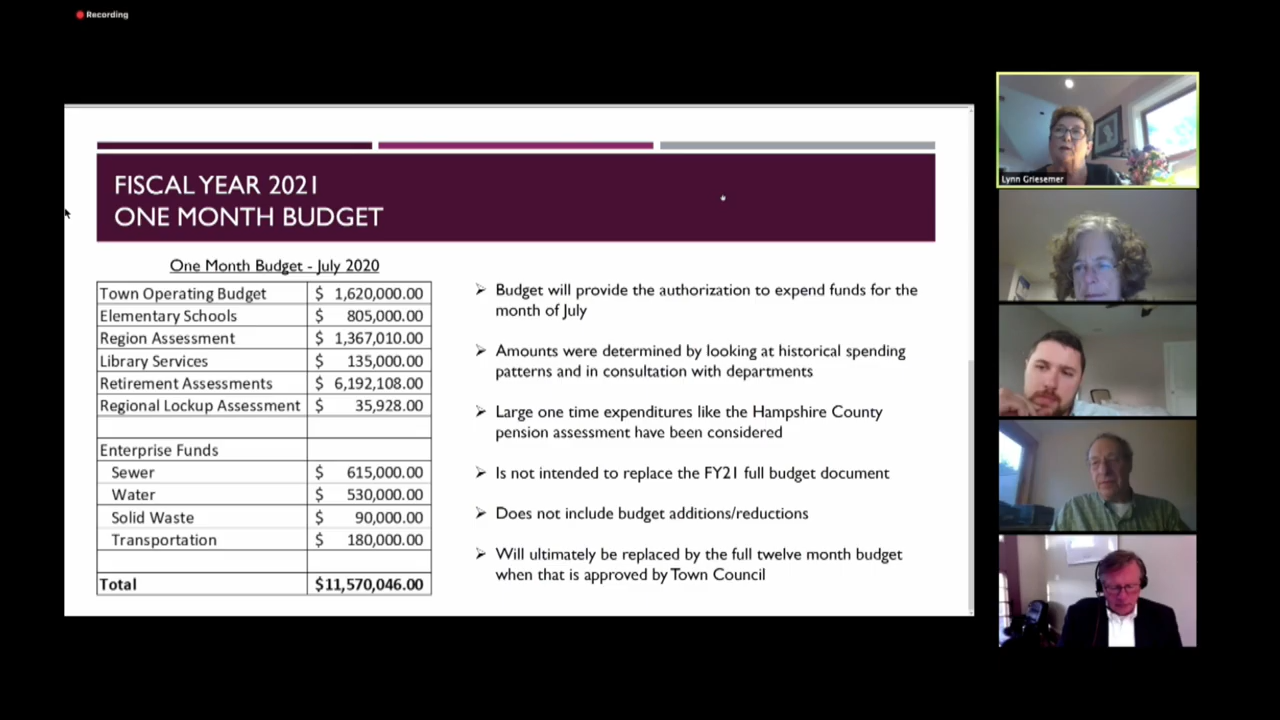 Recording
FISCAL YEAR 2021
ONE MONTH BUDGET
One Month Budget - July 2020
Town Operating Budget $ 1,620,000.00
Elementary Schools $ 805,000.00
Region Assessment $ 1,367,010.00
Library Services $ 135,000.00
Retirement Assessments $ 6,192,108.00
Regional Lockup Assessment $ 35,928.00
Enterprise Funds
Sewer $ 615,000.00
Water $ 530,000.00
Solid Waste $ 90,000.00
Transportation $ 180,000.00
Total $11,570,046.00
Budget will provide the authorization to expend funds for the
month of July
Amounts were determined by looking at historical spending
patterns and in consultation with departments
Large one time expenditures like the Hampshire County
pension assessment have been considered
Is not intended to replace the FY21 full budget document
Does not include budget additions/reductions
Will ultimately be replaced by the full twelve month budget
when that is approved by Town Council
Lynn Griesemer